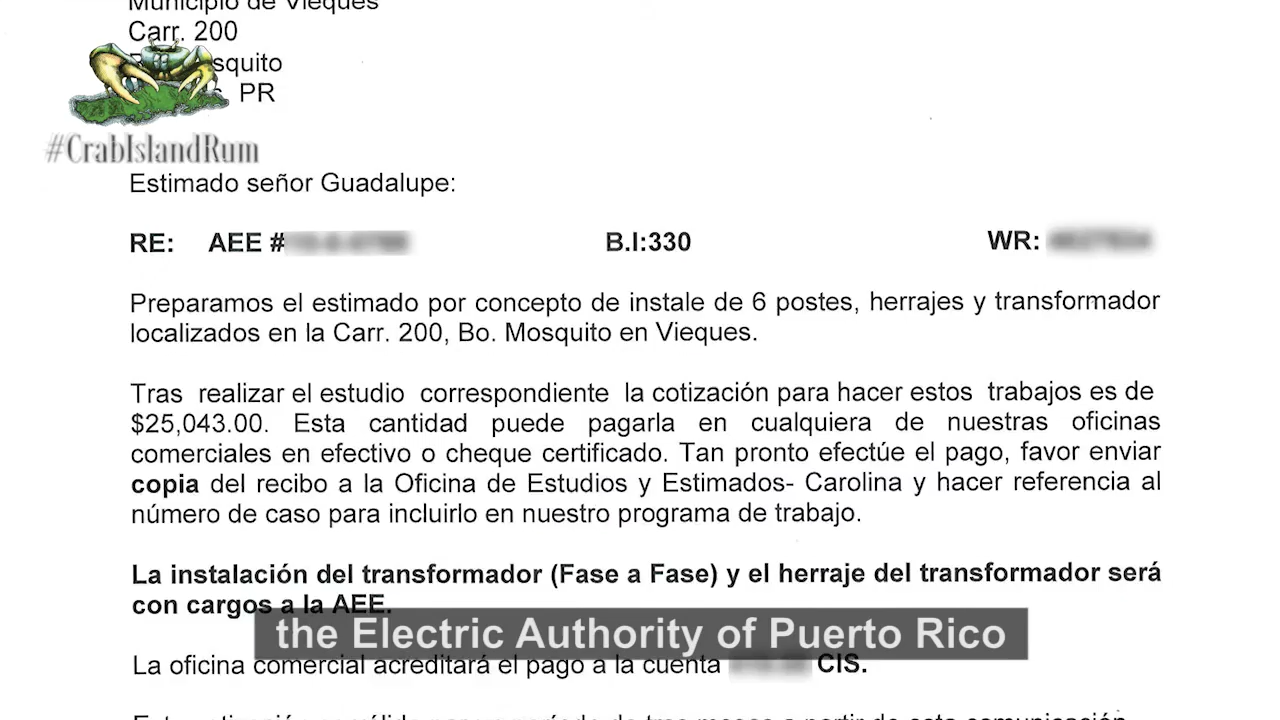 Municipio de Vieques
Carr. 200
squito
PR
#CrabIslandRum
Estimado señor Guadalupe:
RE: AEE # B.I:330 WR:
Preparamos el estimado por concepto de instale de 6 postes, herrajes y transformador
localizados en la Carr. 200, Bo. Mosquito en Vieques.
Tras realizar el estudio correspondiente la cotización para hacer estos trabajos es de
$25,043.00. Esta cantidad puede pagarla en cualquiera de nuestras oficinas
comerciales en efectivo o cheque certificado. Tan pronto efectúe el pago, favor enviar
copia del recibo a la Oficina de Estudios y Estimados- Carolina y hacer referencia al
número de caso para incluirlo en nuestro programa de trabajo.
La instalación del transformador (Fase a Fase) y el herraje del transformador será
con cargos a la AEE.
the Electric Authority of Puerto Rico
La oficina comercial acreditará el pago a la cuenta CIS.